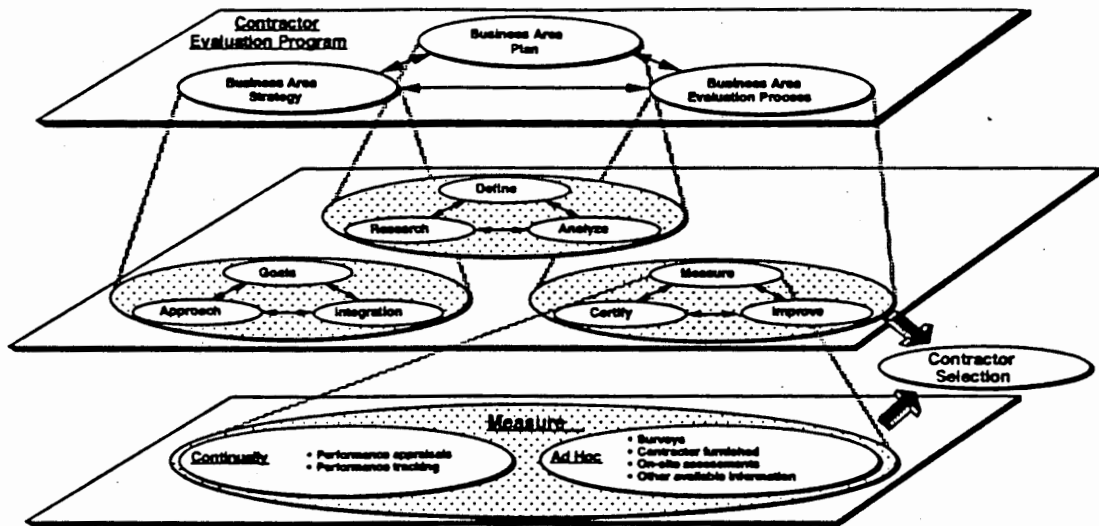 Contractor
Evaluation Program
Business Area
Plan
Business Area
Strategy
Business Area
Evaluation Process
Define
Research
Analyze
Goals
Approach
Integration
Measure
Certify
Improve
Contractor
Selection
Measure
Continually
• Performance appraisals
• Performance tracking
Ad Hoc
• Surveys
• Contractor furnished
• On-site assessments
• Other available information